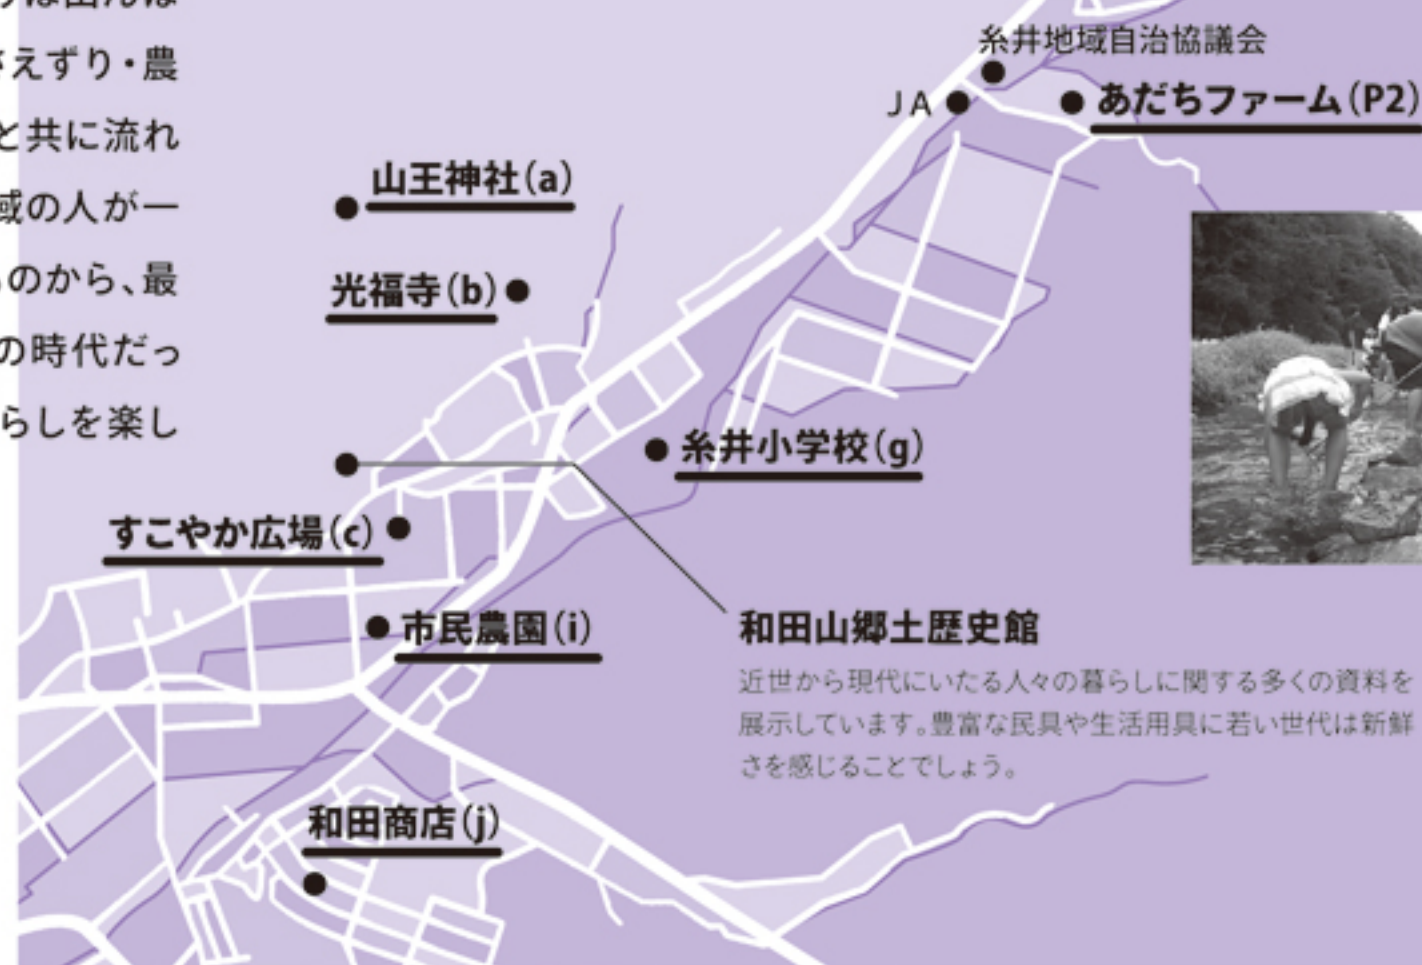 えずり・農
と共に流れ
域の人が一
のから、最
の時代だっ
らしを楽し
糸井地域自治協議会
JA
あだちファーム(P2)
山王神社(a)
光福寺(b)
糸井小学校(g)
すこやか広場(c)
市民農園(i)
和田山郷土歴史館
近世から現代にいたる人々の暮らしに関する多くの資料を
展示しています。豊富な民具や生活用具に若い世代は新鮮
さを感じることでしょう。
和田商店(j)